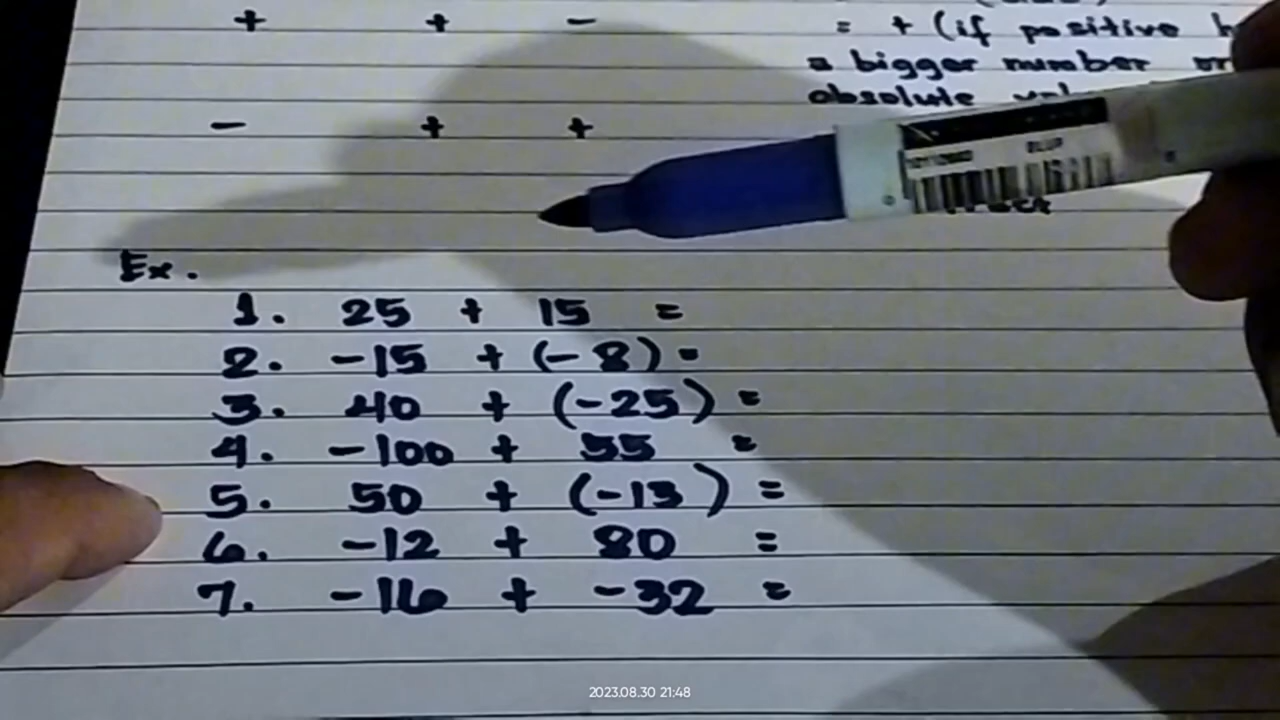 + + -
= + (if positive
a bigger number or
absolute
- + +
BLUE
Ex.
1. 25 + 15 =
2. -15 + (-8) =
3. 40 + (-25) =
4. -100 + 55 =
5. 50 + (-13) =
6. -12 + 80 =
7. -16 + -32 =
2023.08.30 21:48